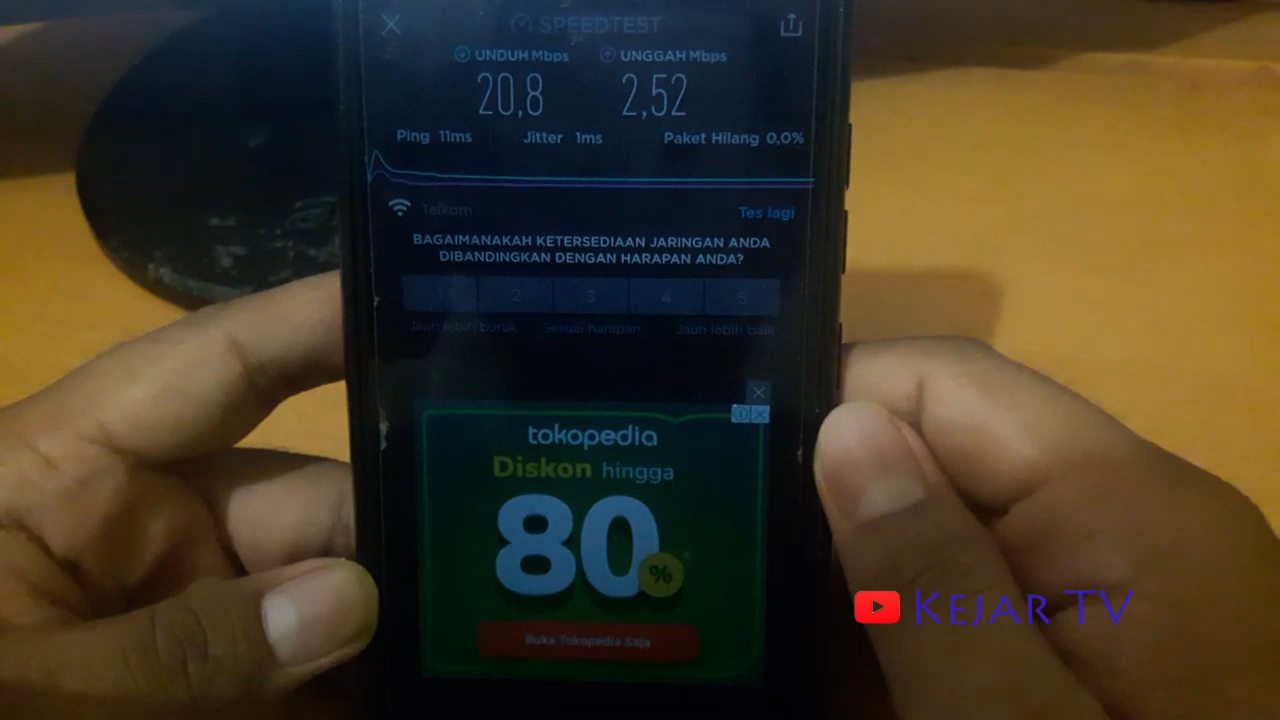 SPEEDTEST
UNDUH Mbps
UNGGAH Mbps
20,8
2,52
Ping 11ms
Jitter 1ms
Paket Hilang 0,0%
Telkom
Tes lagi
BAGAIMANAKAH KETERSEDIAAN JARINGAN ANDA
DIBANDINGKAN DENGAN HARAPAN ANDA?
1 2 3 4 5
Jauh lebih buruk
Sesuai harapan
Jauh lebih baik
tokopedia
Diskon hingga
80%
Buka Tokopedia Saja
KEJAR TV